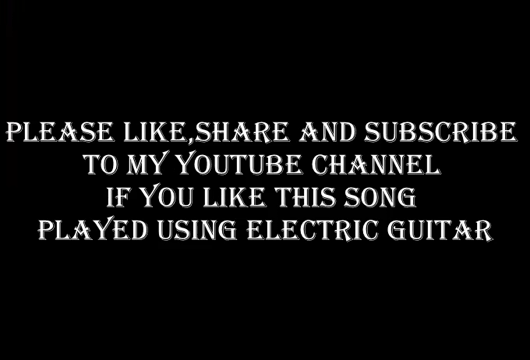 PLEASE LIKE,SHARE AND SUBSCRIBE
TO MY YOUTUBE CHANNEL
IF YOU LIKE THIS SONG
PLAYED USING ELECTRIC GUITAR